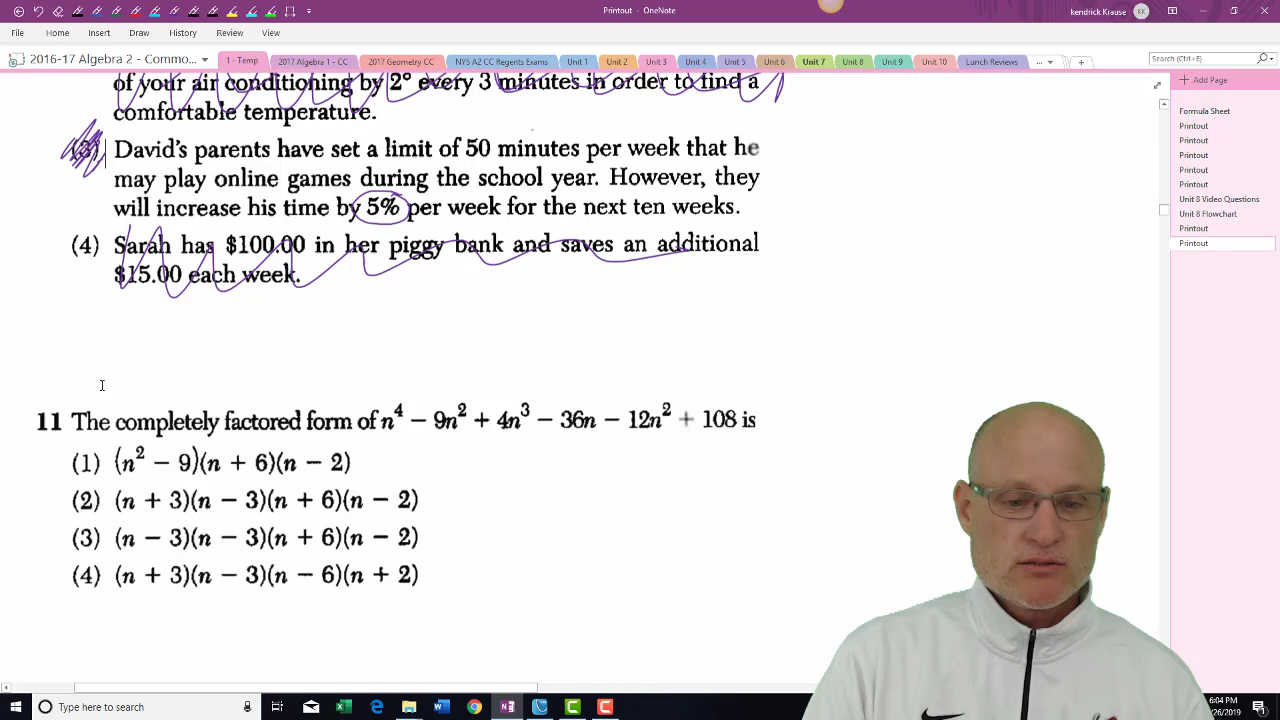 Printout - OneNote
kendrick Krause
KK
File Home Insert Draw History Review View
2016-17 Algebra 2 - Commo...
1 - Temp
2017 Algebra 1 - CC
2017 Geometry CC
NYS A2 CC Regents Exams
Unit 1
Unit 2
Unit 3
Unit 4
Unit 5
Unit 6
Unit 7
Unit 8
Unit 9
Unit 10
Lunch Reviews
...
Search (Ctrl+E)
of your air conditioning by 2° every 3 minutes in order to find a
comfortable temperature.
David's parents have set a limit of 50 minutes per week that he
may play online games during the school year. However, they
will increase his time by 5% per week for the next ten weeks.
(4) Sarah has $100.00 in her piggy bank and saves an additional
$15.00 each week.
11 The completely factored form of n⁴ − 9n² + 4n³ − 36n − 12n² + 108 is
(1) (n² − 9)(n + 6)(n − 2)
(2) (n + 3)(n − 3)(n + 6)(n − 2)
(3) (n − 3)(n − 3)(n + 6)(n − 2)
(4) (n + 3)(n − 3)(n − 6)(n + 2)
Add Page
Formula Sheet
Printout
Printout
Printout
Printout
Printout
Unit 8 Video Questions
Unit 8 Flowchart
Printout
Printout
Type here to search
6:04 PM